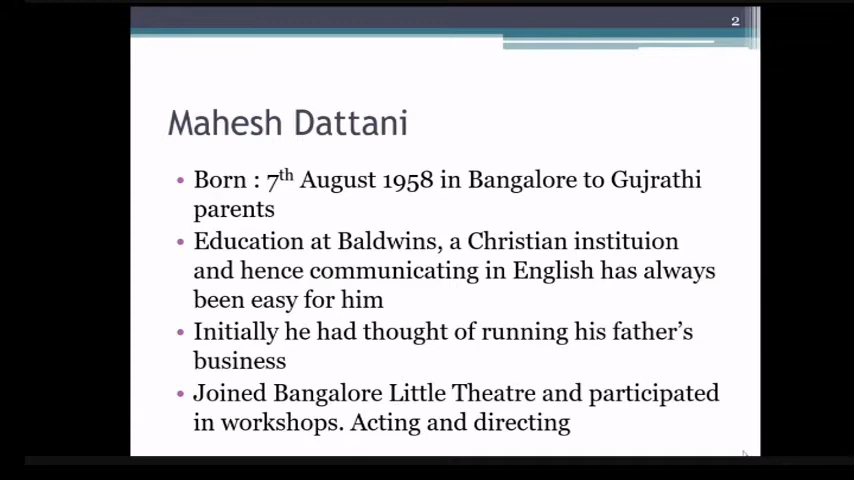 2
Mahesh Dattani
• Born : 7th August 1958 in Bangalore to Gujrathi
parents
• Education at Baldwins, a Christian instituion
and hence communicating in English has always
been easy for him
• Initially he had thought of running his father's
business
• Joined Bangalore Little Theatre and participated
in workshops. Acting and directing